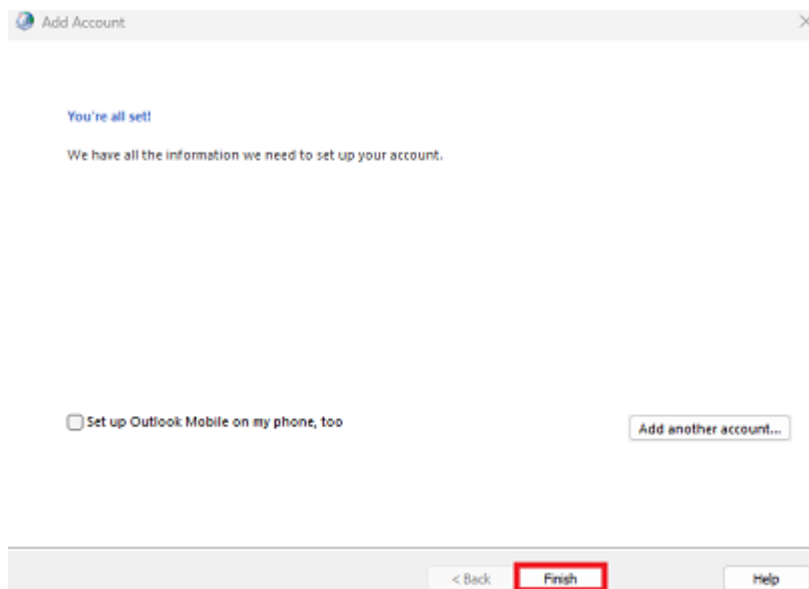 Add Account
You're all set!
We have all the information we need to set up your account.
Set up Outlook Mobile on my phone, too
Add another account...
< Back
Finish
Help